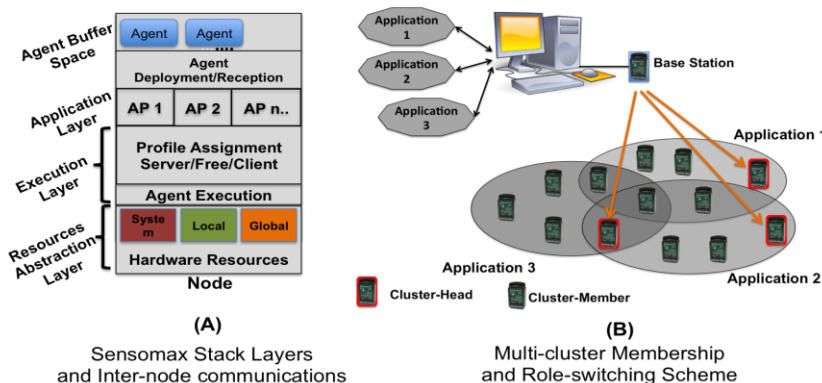 Agent Buffer
Space
Agent
Agent
Agent
Deployment/Reception
Application
Layer
AP 1
AP 2
AP n..
Execution
Layer
Profile Assignment
Server/Free/Client
Agent Execution
Resources
Abstraction
Layer
Syste
m
Local
Global
Hardware Resources
Node
(A)
Sensomax Stack Layers
and Inter-node communications
Application
1
Application
2
Application
3
Base Station
Application 1
Application 2
Application 3
Cluster-Head
Cluster-Member
(B)
Multi-cluster Membership
and Role-switching Scheme